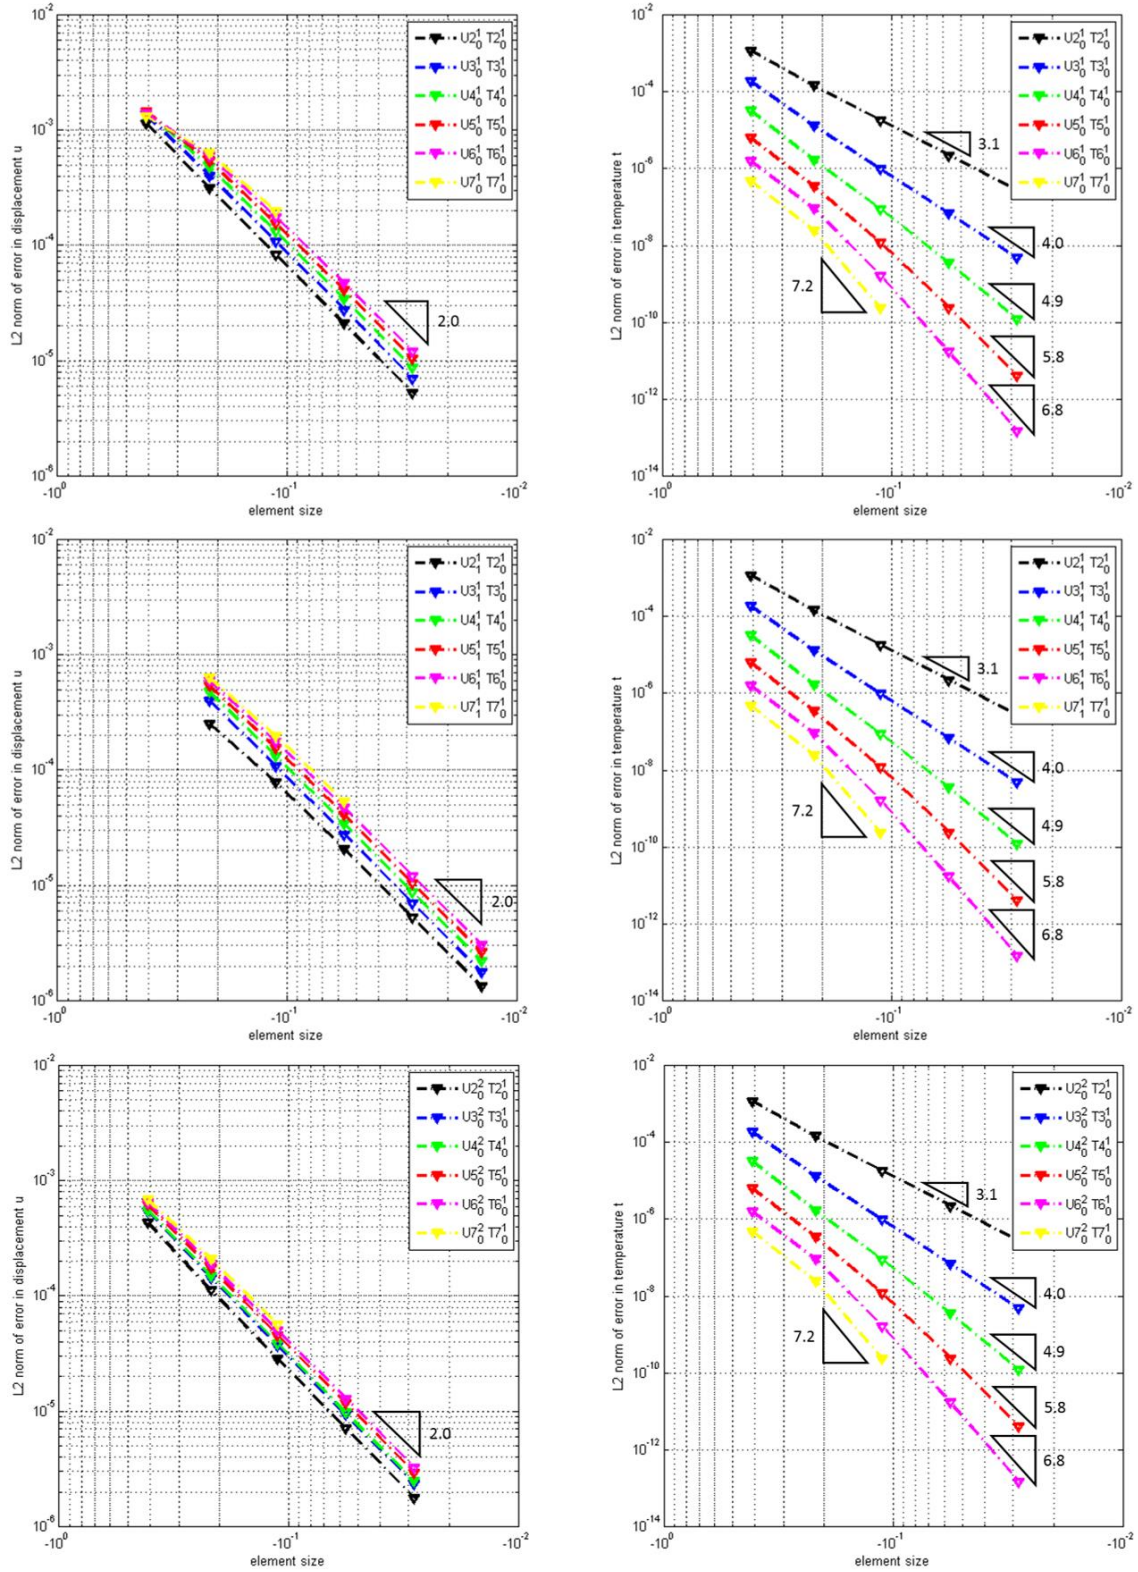 L2 norm of error in displacement u
10^-2
10^-3
10^-4
10^-5
10^-6
-10^0
-10^-1
-10^-2
element size
U2^1_0 T2^1_0
U3^1_0 T3^1_0
U4^1_0 T4^1_0
U5^1_0 T5^1_0
U6^1_0 T6^1_0
U7^1_0 T7^1_0
2.0
L2 norm of error in temperature t
10^-2
10^-4
10^-6
10^-8
10^-10
10^-12
10^-14
-10^0
-10^-1
-10^-2
element size
U2^1_0 T2^1_0
U3^1_0 T3^1_0
U4^1_0 T4^1_0
U5^1_0 T5^1_0
U6^1_0 T6^1_0
U7^1_0 T7^1_0
3.1
4.0
4.9
5.8
6.8
7.2
L2 norm of error in displacement u
10^-2
10^-3
10^-4
10^-5
10^-6
-10^0
-10^-1
-10^-2
element size
U2^1_1 T2^1_0
U3^1_1 T3^1_0
U4^1_1 T4^1_0
U5^1_1 T5^1_0
U6^1_1 T6^1_0
U7^1_1 T7^1_0
2.0
L2 norm of error in temperature t
10^-2
10^-4
10^-6
10^-8
10^-10
10^-12
10^-14
-10^0
-10^-1
-10^-2
element size
U2^1_1 T2^1_0
U3^1_1 T3^1_0
U4^1_1 T4^1_0
U5^1_1 T5^1_0
U6^1_1 T6^1_0
U7^1_1 T7^1_0
3.1
4.0
4.9
5.8
6.8
7.2
L2 norm of error in displacement u
10^-2
10^-3
10^-4
10^-5
10^-6
-10^0
-10^-1
-10^-2
element size
U2^2_0 T2^1_0
U3^2_0 T3^1_0
U4^2_0 T4^1_0
U5^2_0 T5^1_0
U6^2_0 T6^1_0
U7^2_0 T7^1_0
2.0
L2 norm of error in temperature t
10^-2
10^-4
10^-6
10^-8
10^-10
10^-12
10^-14
-10^0
-10^-1
-10^-2
element size
U2^2_0 T2^1_0
U3^2_0 T3^1_0
U4^2_0 T4^1_0
U5^2_0 T5^1_0
U6^2_0 T6^1_0
U7^2_0 T7^1_0
3.1
4.0
4.9
5.8
6.8
7.2